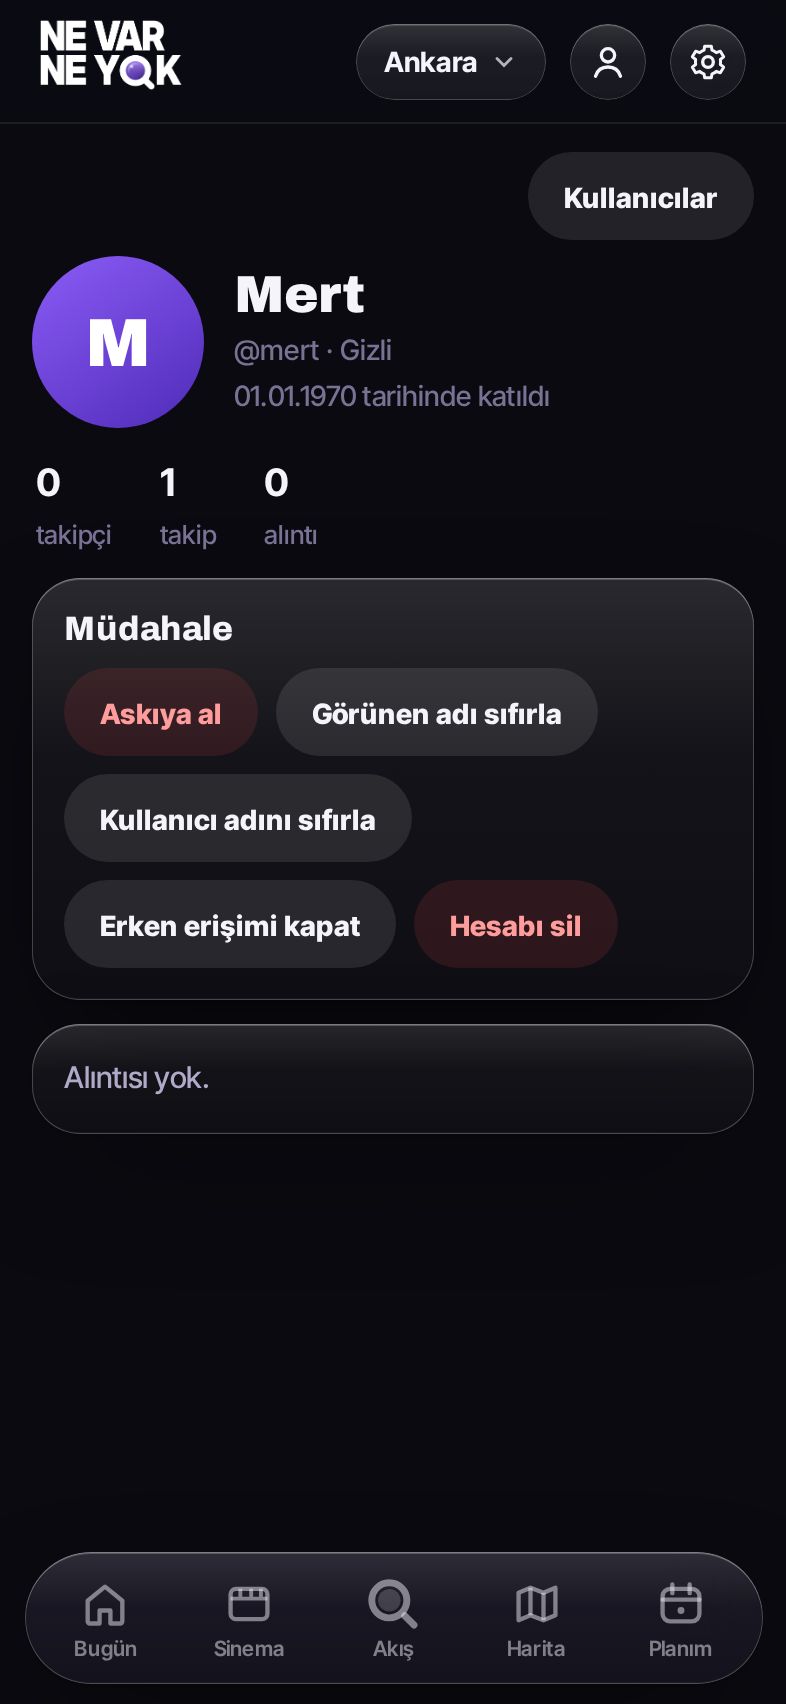 NE VAR
NE YOK
Ankara
Kullanıcılar
M
Mert
@mert · Gizli
01.01.1970 tarihinde katıldı
0 1 0
takipçi takip alıntı
Müdahale
Askıya al Görünen adı sıfırla
Kullanıcı adını sıfırla
Erken erişimi kapat Hesabı sil
Alıntısı yok.
Bugün Sinema Akış Harita Planım